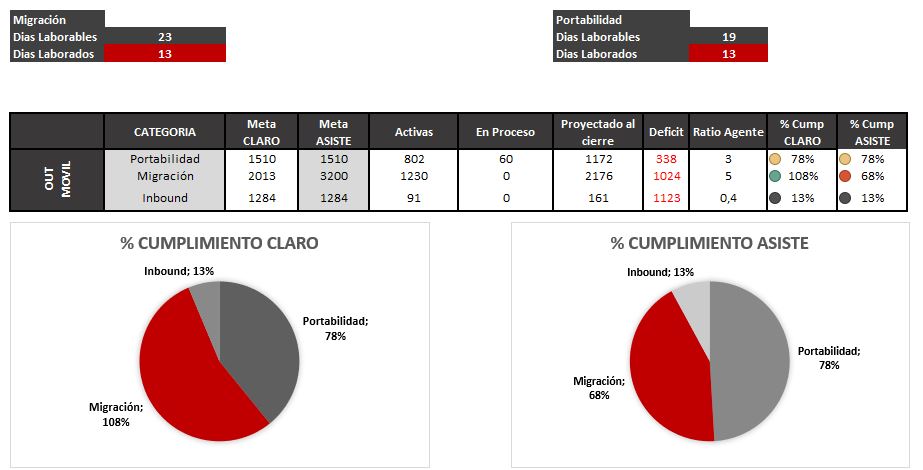 Migración
Dias Laborables 23
Dias Laborados 13
Portabilidad
Dias Laborables 19
Dias Laborados 13
CATEGORIA Meta CLARO Meta ASISTE Activas En Proceso Proyectado al cierre Deficit Ratio Agente % Cump CLARO % Cump ASISTE
OUT MOVIL
Portabilidad 1510 1510 802 60 1172 338 3 78% 78%
Migración 2013 3200 1230 0 2176 1024 5 108% 68%
Inbound 1284 1284 91 0 161 1123 0,4 13% 13%
% CUMPLIMIENTO CLARO
Inbound; 13%
Portabilidad;
78%
Migración;
108%
% CUMPLIMIENTO ASISTE
Inbound; 13%
Portabilidad;
78%
Migración;
68%